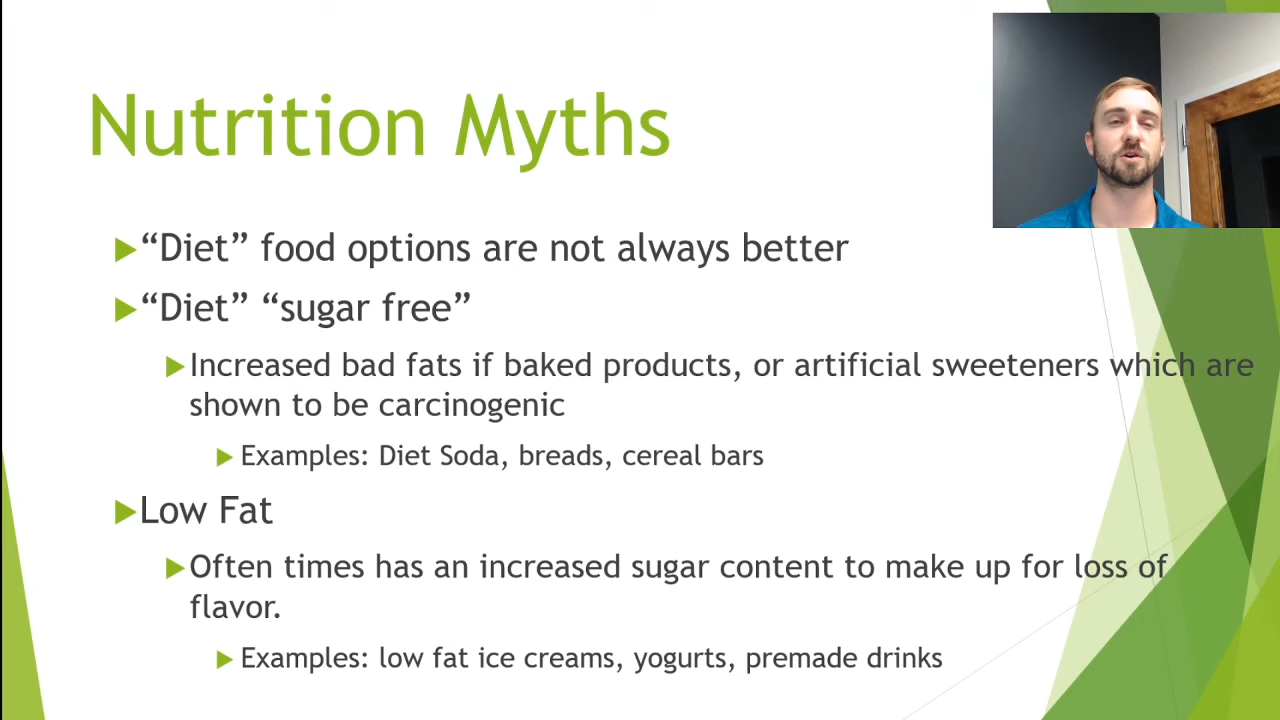 Nutrition Myths
“Diet” food options are not always better
“Diet” “sugar free”
Increased bad fats if baked products, or artificial sweeteners which are
shown to be carcinogenic
Examples: Diet Soda, breads, cereal bars
Low Fat
Often times has an increased sugar content to make up for loss of
flavor.
Examples: low fat ice creams, yogurts, premade drinks